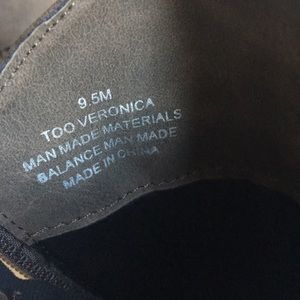 9.5M
TOO VERONICA
MAN MADE MATERIALS
BALANCE MAN MADE
MADE IN CHINA